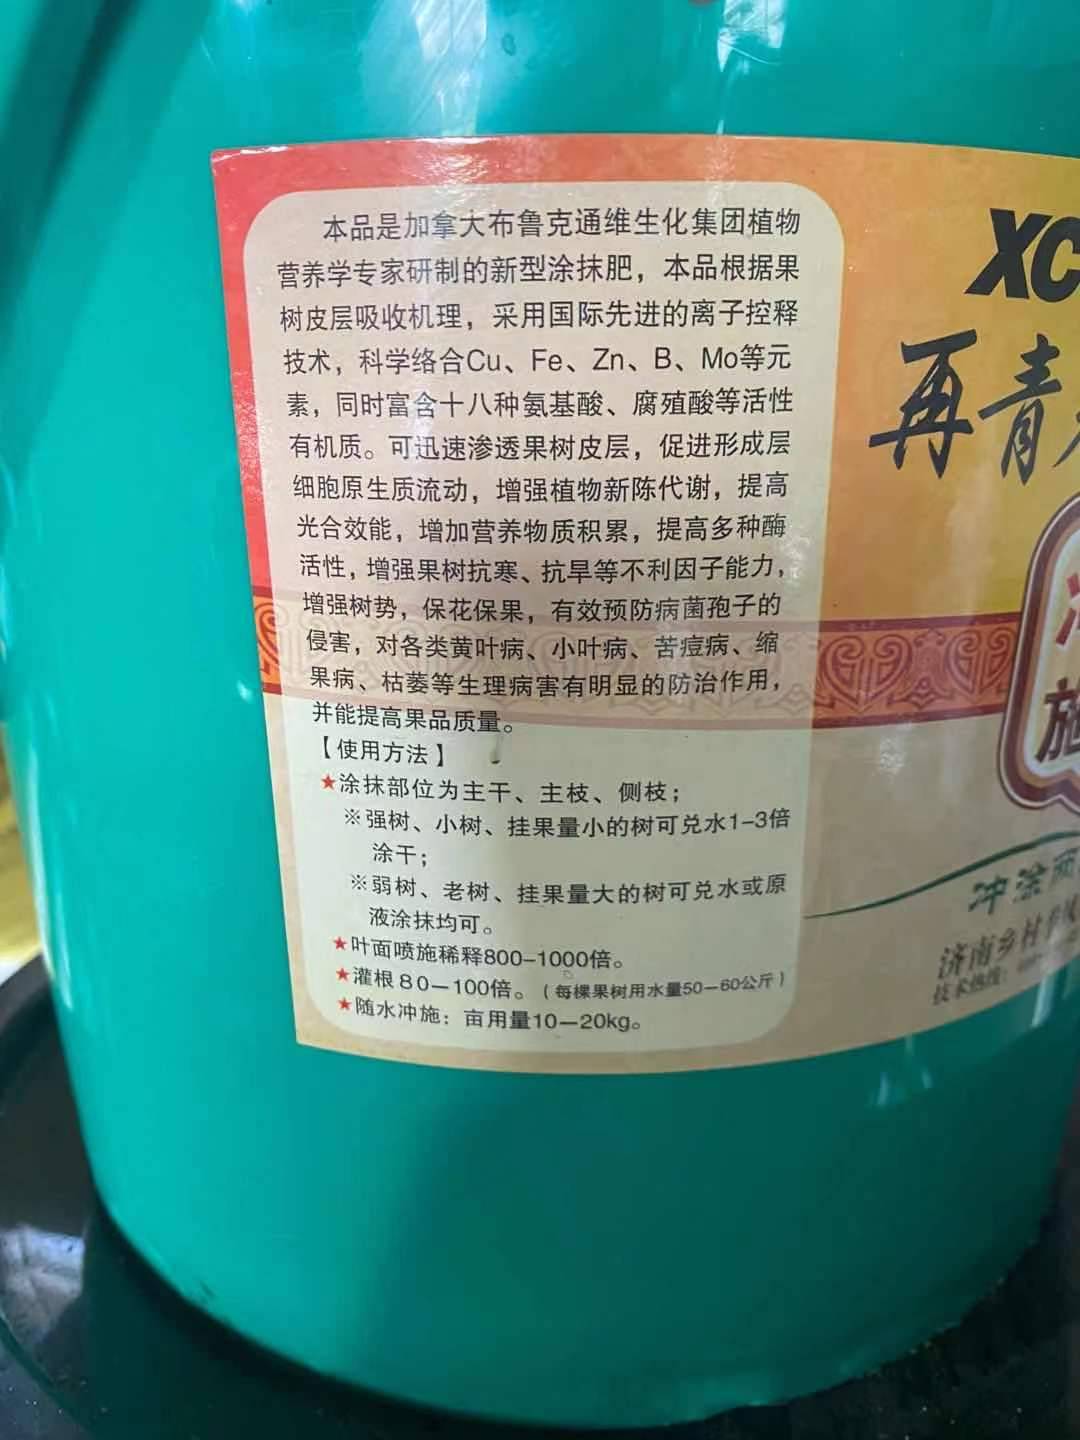 本品是加拿大布鲁克通维生化集团植物
营养学专家研制的新型涂抹肥，本品根据果
树皮层吸收机理，采用国际先进的离子控释
技术，科学络合Cu、Fe、Zn、B、Mo等元
素，同时富含十八种氨基酸、腐殖酸等活性
有机质。可迅速渗透果树皮层，促进形成层
细胞原生质流动，增强植物新陈代谢，提高
光合效能，增加营养物质积累，提高多种酶
活性，增强果树抗寒、抗旱等不利因子能力，
增强树势，保花保果，有效预防病菌孢子的
侵害，对各类黄叶病、小叶病、苦痘病、缩
果病、枯萎等生理病害有明显的防治作用，
并能提高果品质量。
【使用方法】
★涂抹部位为主干、主枝、侧枝；
※强树、小树、挂果量小的树可兑水1-3倍
涂干；
※弱树、老树、挂果量大的树可兑水或原
液涂抹均可。
★叶面喷施稀释800-1000倍。
★灌根80—100倍。（每棵果树用水量50—60公斤）
★随水冲施：亩用量10—20kg。
XC
再青
施
冲涂两
济南乡村
技术热线：